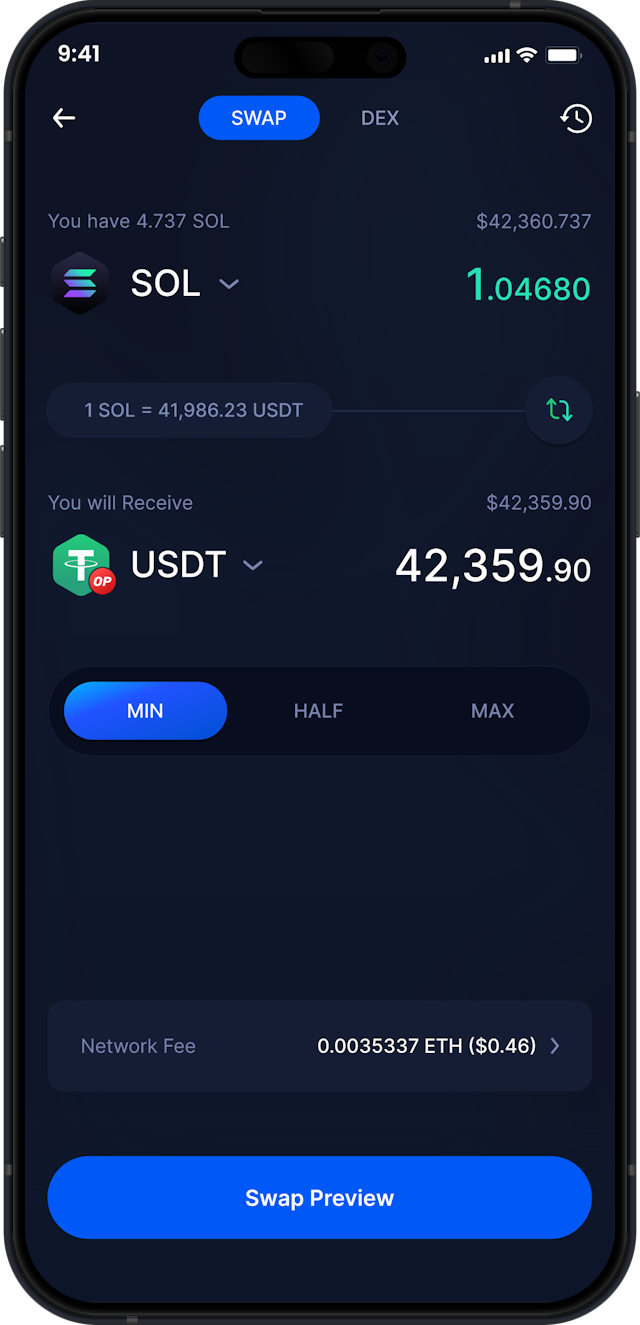 9:41
SWAP DEX
You have 4.737 SOL $42,360.737
SOL 1.04680
1 SOL = 41,986.23 USDT
You will Receive $42,359.90
USDT 42,359.90
OP
MIN HALF MAX
Network Fee 0.0035337 ETH ($0.46)
Swap Preview